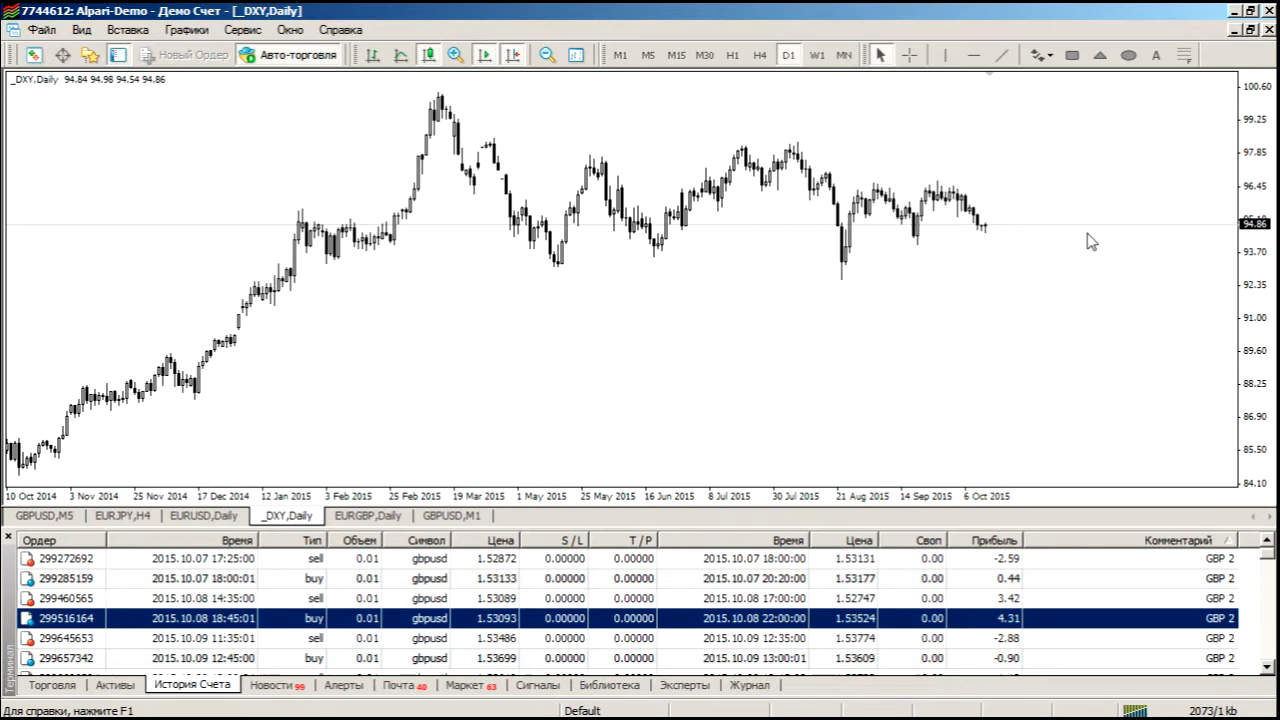 7744612: Alpari-Demo - Демо Счет - [_DXY,Daily]
Файл Вид Вставка Графики Сервис Окно Справка
Новый Ордер Авто-торговля M1 M5 M15 M30 H1 H4 D1 W1 MN A
_DXY,Daily 94.84 94.98 94.54 94.86
100.60
99.25
97.85
96.45
94.86
93.70
92.35
91.00
89.60
88.25
86.90
85.50
84.10
10 Oct 2014 3 Nov 2014 25 Nov 2014 17 Dec 2014 12 Jan 2015 3 Feb 2015 25 Feb 2015 19 Mar 2015 1 May 2015 25 May 2015 16 Jun 2015 8 Jul 2015 30 Jul 2015 21 Aug 2015 14 Sep 2015 6 Oct 2015
GBPUSD,M5 EURJPY,H4 EURUSD,Daily _DXY,Daily EURGBP,Daily GBPUSD,M1
Ордер Время Тип Объем Символ Цена S / L T / P Время Цена Своп Прибыль Комментарий
299272692 2015.10.07 17:25:00 sell 0.01 gbpusd 1.52872 0.00000 0.00000 2015.10.07 18:00:00 1.53131 0.00 -2.59 GBP 2
299285159 2015.10.07 18:00:01 buy 0.01 gbpusd 1.53133 0.00000 0.00000 2015.10.07 20:20:00 1.53177 0.00 0.44 GBP 2
299460565 2015.10.08 14:35:00 sell 0.01 gbpusd 1.53089 0.00000 0.00000 2015.10.08 17:00:00 1.52747 0.00 3.42 GBP 2
299516164 2015.10.08 18:45:01 buy 0.01 gbpusd 1.53093 0.00000 0.00000 2015.10.08 22:00:00 1.53524 0.00 4.31 GBP 2
299645653 2015.10.09 11:35:01 sell 0.01 gbpusd 1.53486 0.00000 0.00000 2015.10.09 12:35:00 1.53774 0.00 -2.88 GBP 2
299657342 2015.10.09 12:45:00 buy 0.01 gbpusd 1.53699 0.00000 0.00000 2015.10.09 13:00:01 1.53609 0.00 -0.90 GBP 2
Терминал
Торговля Активы История Счета Новости 99 Алерты Почта 40 Маркет 63 Сигналы Библиотека Эксперты Журнал
Для справки, нажмите F1 Default 2073/1 kb